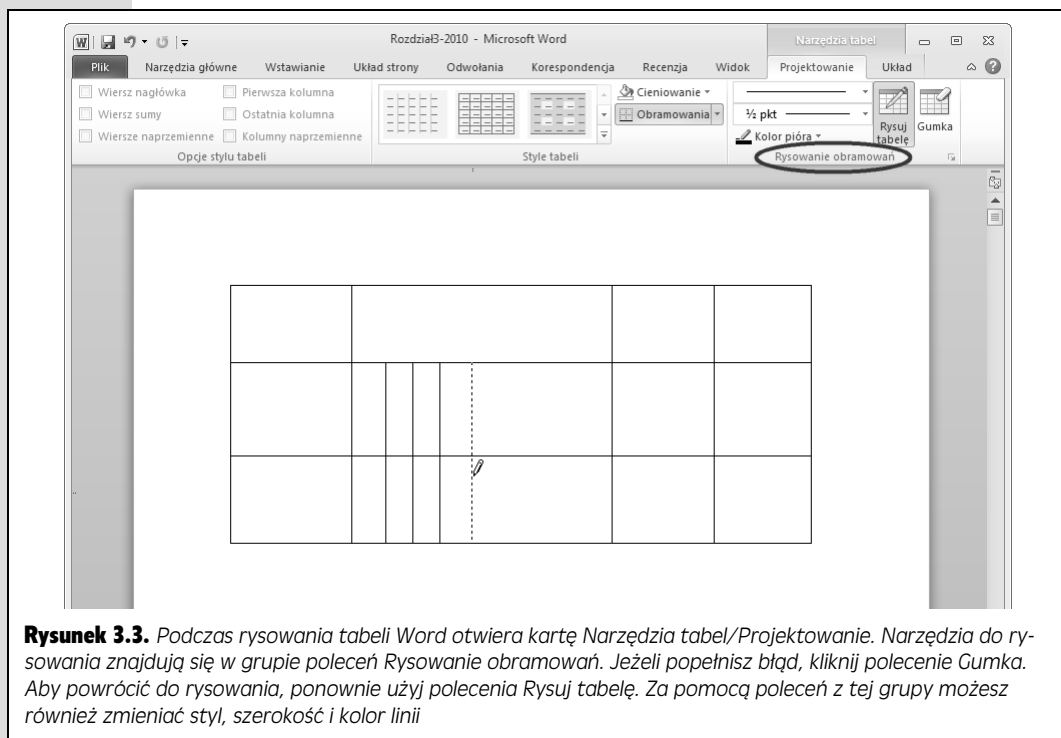 Rozdział3-2010 - Microsoft Word
Narzędzia tabel
Plik Narzędzia główne Wstawianie Układ strony Odwołania Korespondencja Recenzja Widok Projektowanie Układ
Wiersz nagłówka Pierwsza kolumna
Wiersz sumy Ostatnia kolumna
Wiersze naprzemienne Kolumny naprzemienne
Opcje stylu tabeli
Style tabeli
Cieniowanie
Obramowania
½ pkt
Kolor pióra
Rysuj tabelę
Gumka
Rysowanie obramowań
Rysunek 3.3. Podczas rysowania tabeli Word otwiera kartę Narzędzia tabel/Projektowanie. Narzędzia do ry-
sowania znajdują się w grupie poleceń Rysowanie obramowań. Jeżeli popełnisz błąd, kliknij polecenie Gumka.
Aby powrócić do rysowania, ponownie użyj polecenia Rysuj tabelę. Za pomocą poleceń z tej grupy możesz
również zmieniać styl, szerokość i kolor linii